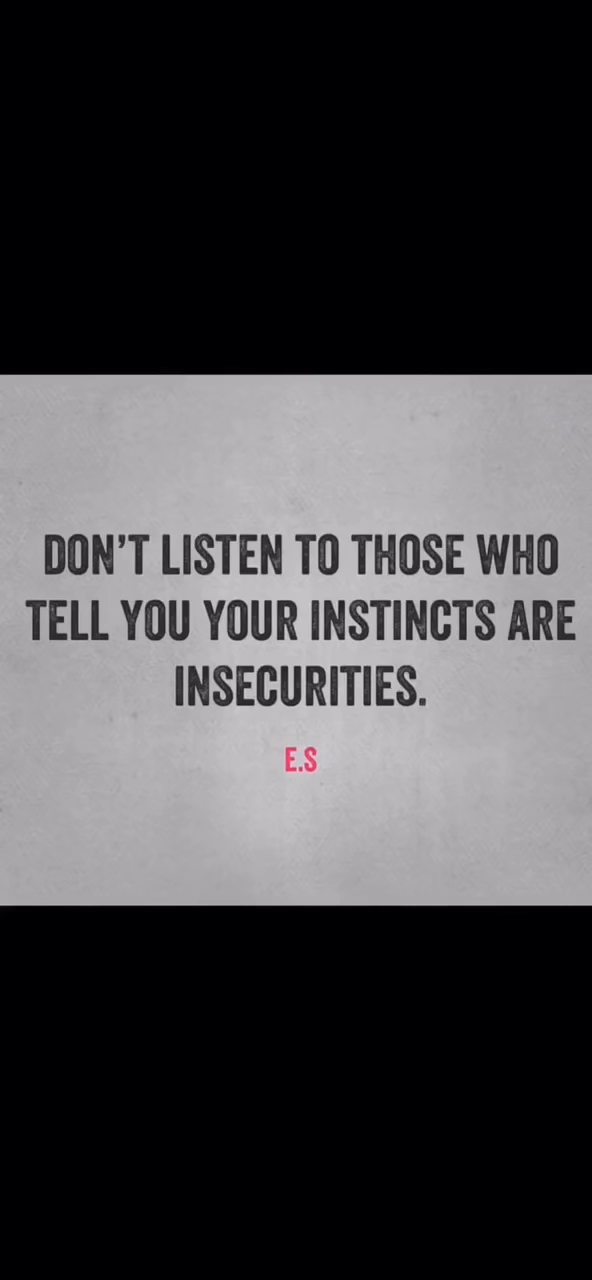 DON'T LISTEN TO THOSE WHO
TELL YOU YOUR INSTINCTS ARE
INSECURITIES.
E.S